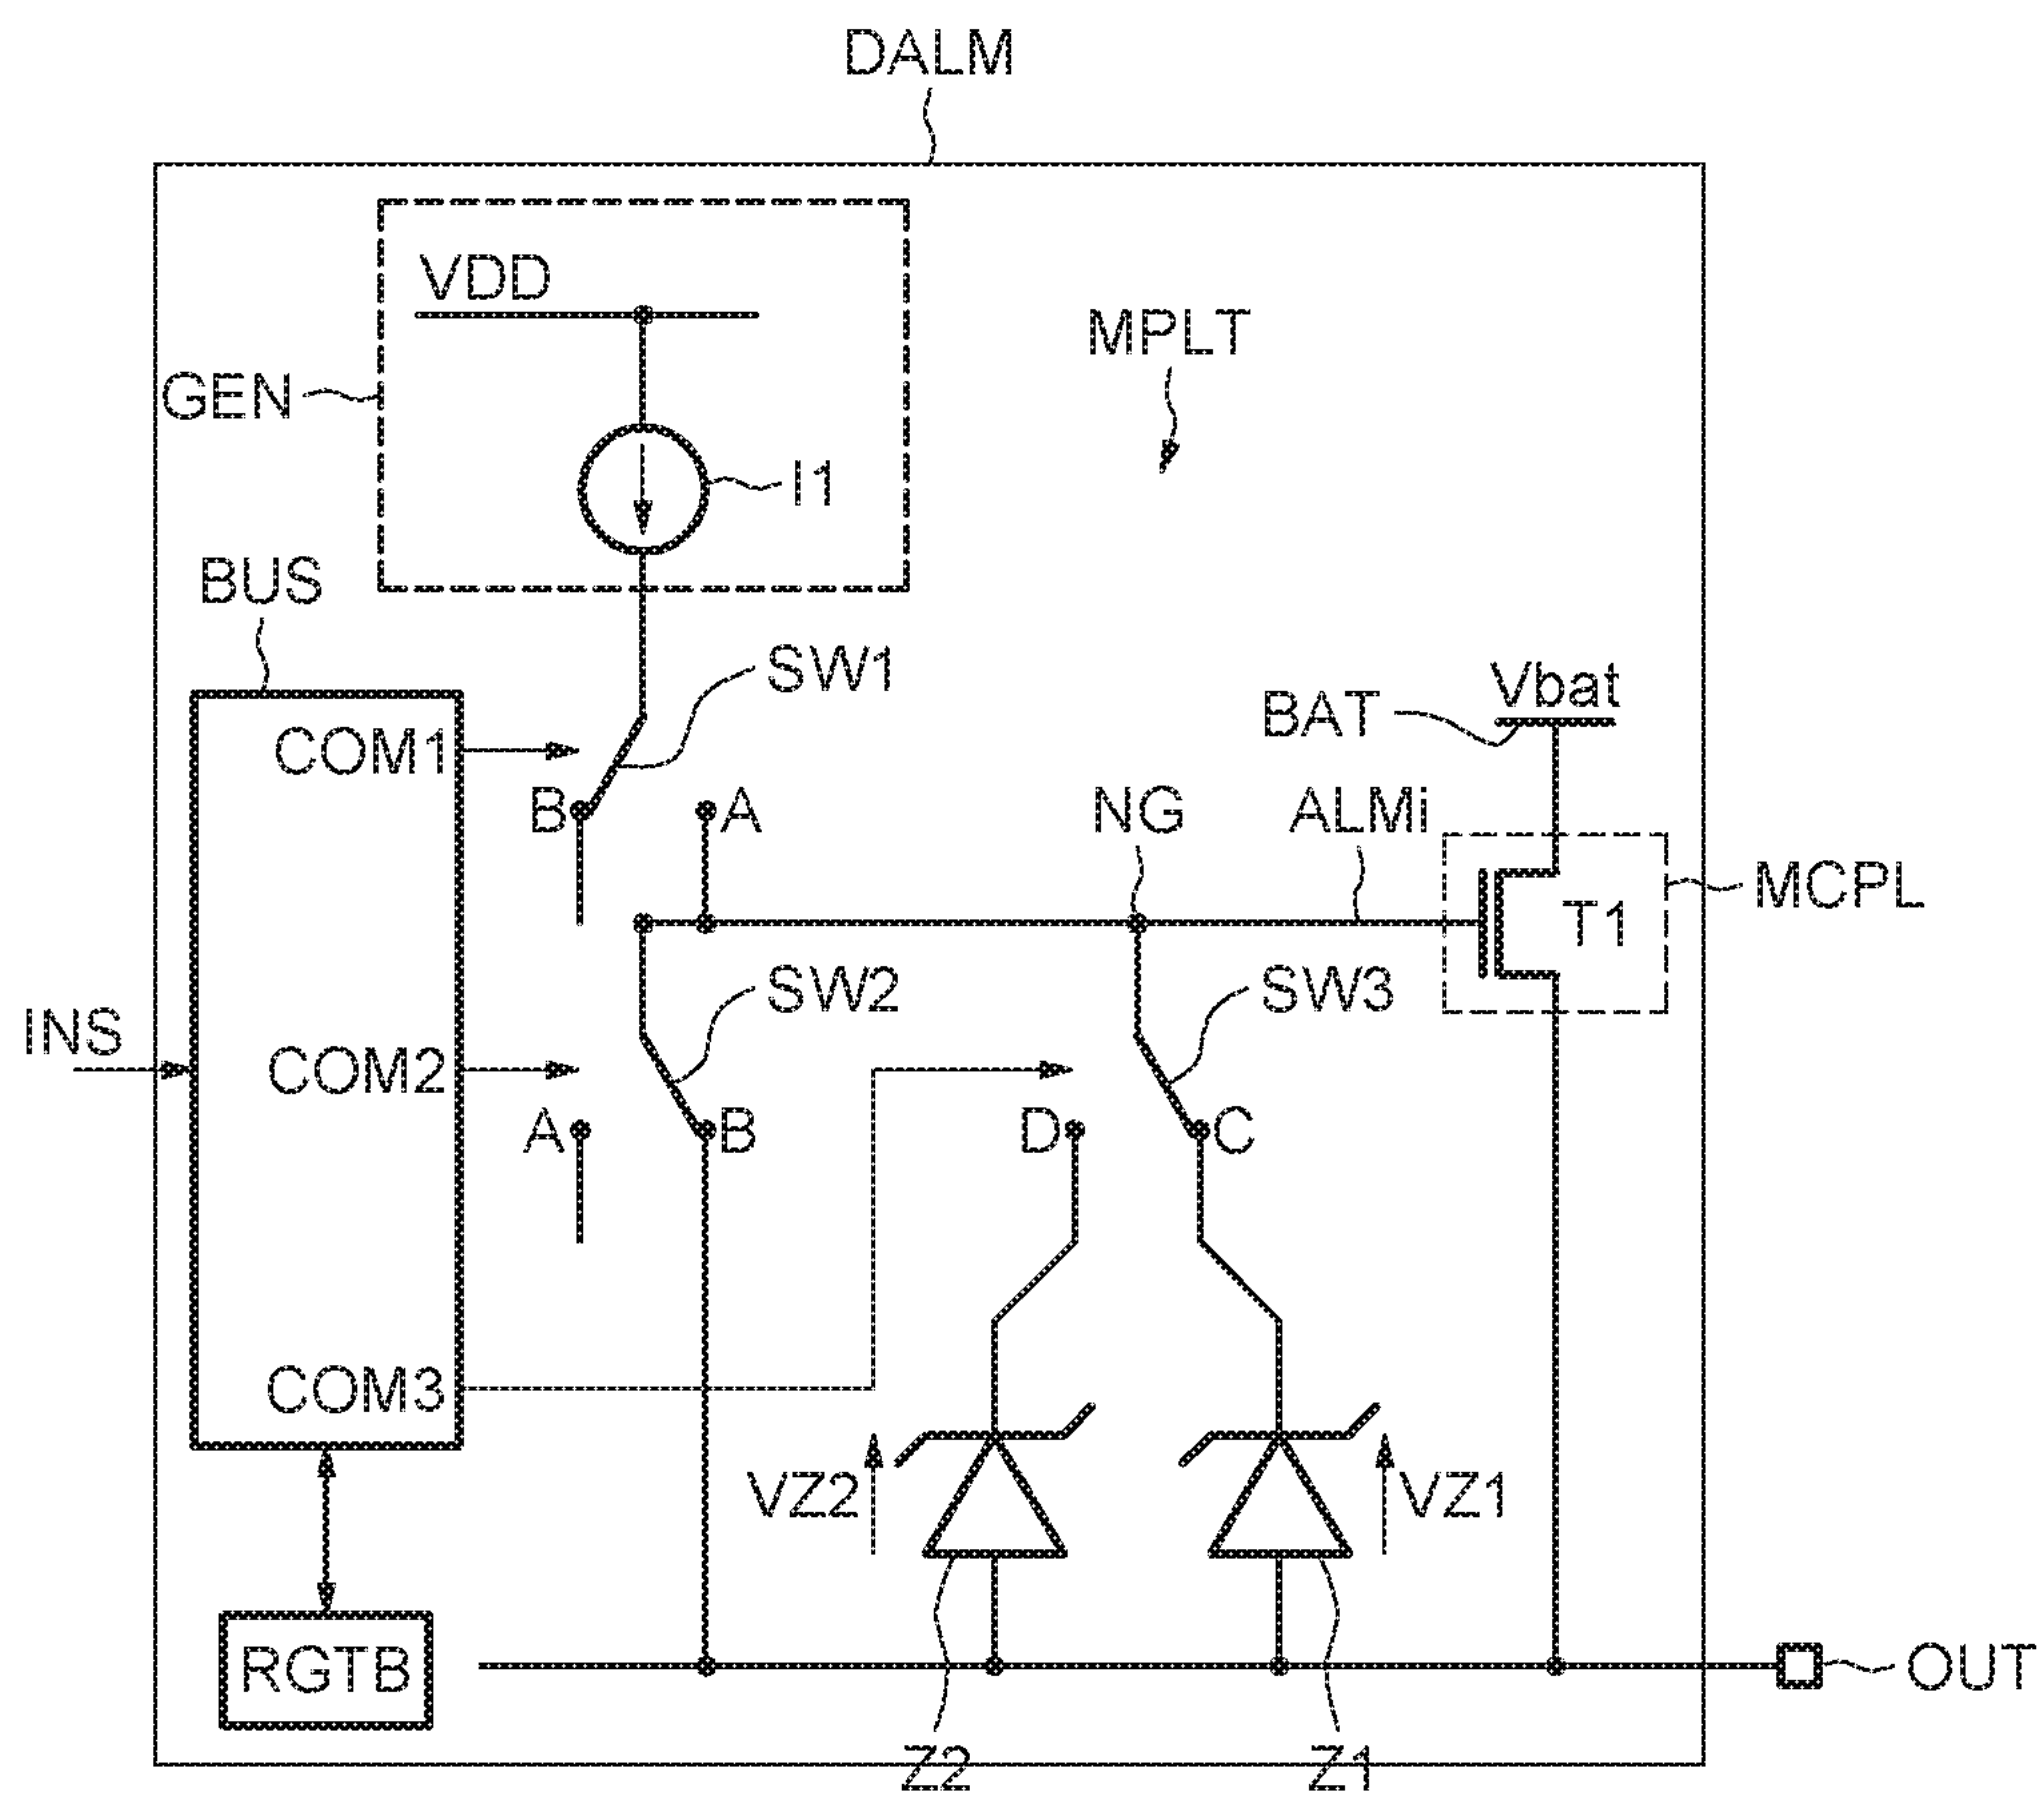 DALM
VDD
MPLT
GEN
I1
BUS
SW1
Vbat
BAT
COM1
B
A
NG
ALMi
MCPL
T1
SW2
SW3
INS
COM2
A
B
D
C
COM3
VZ2
VZ1
RGTB
OUT
Z2
Z1